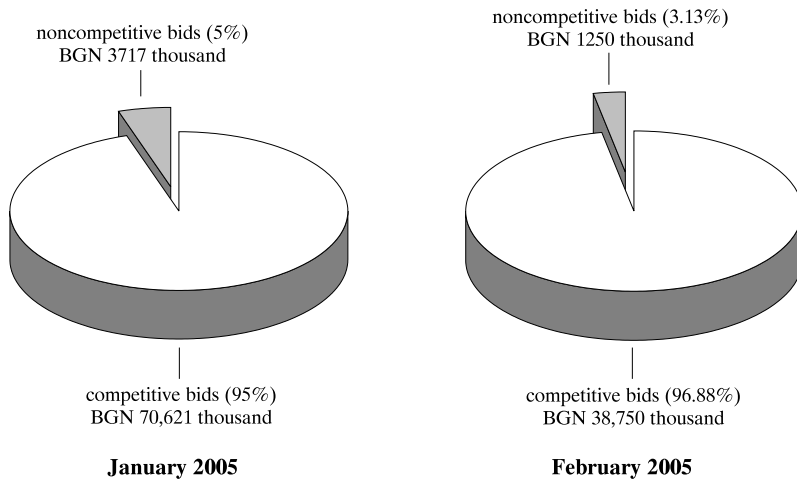 noncompetitive bids (5%)
BGN 3717 thousand
competitive bids (95%)
BGN 70,621 thousand
January 2005
noncompetitive bids (3.13%)
BGN 1250 thousand
competitive bids (96.88%)
BGN 38,750 thousand
February 2005